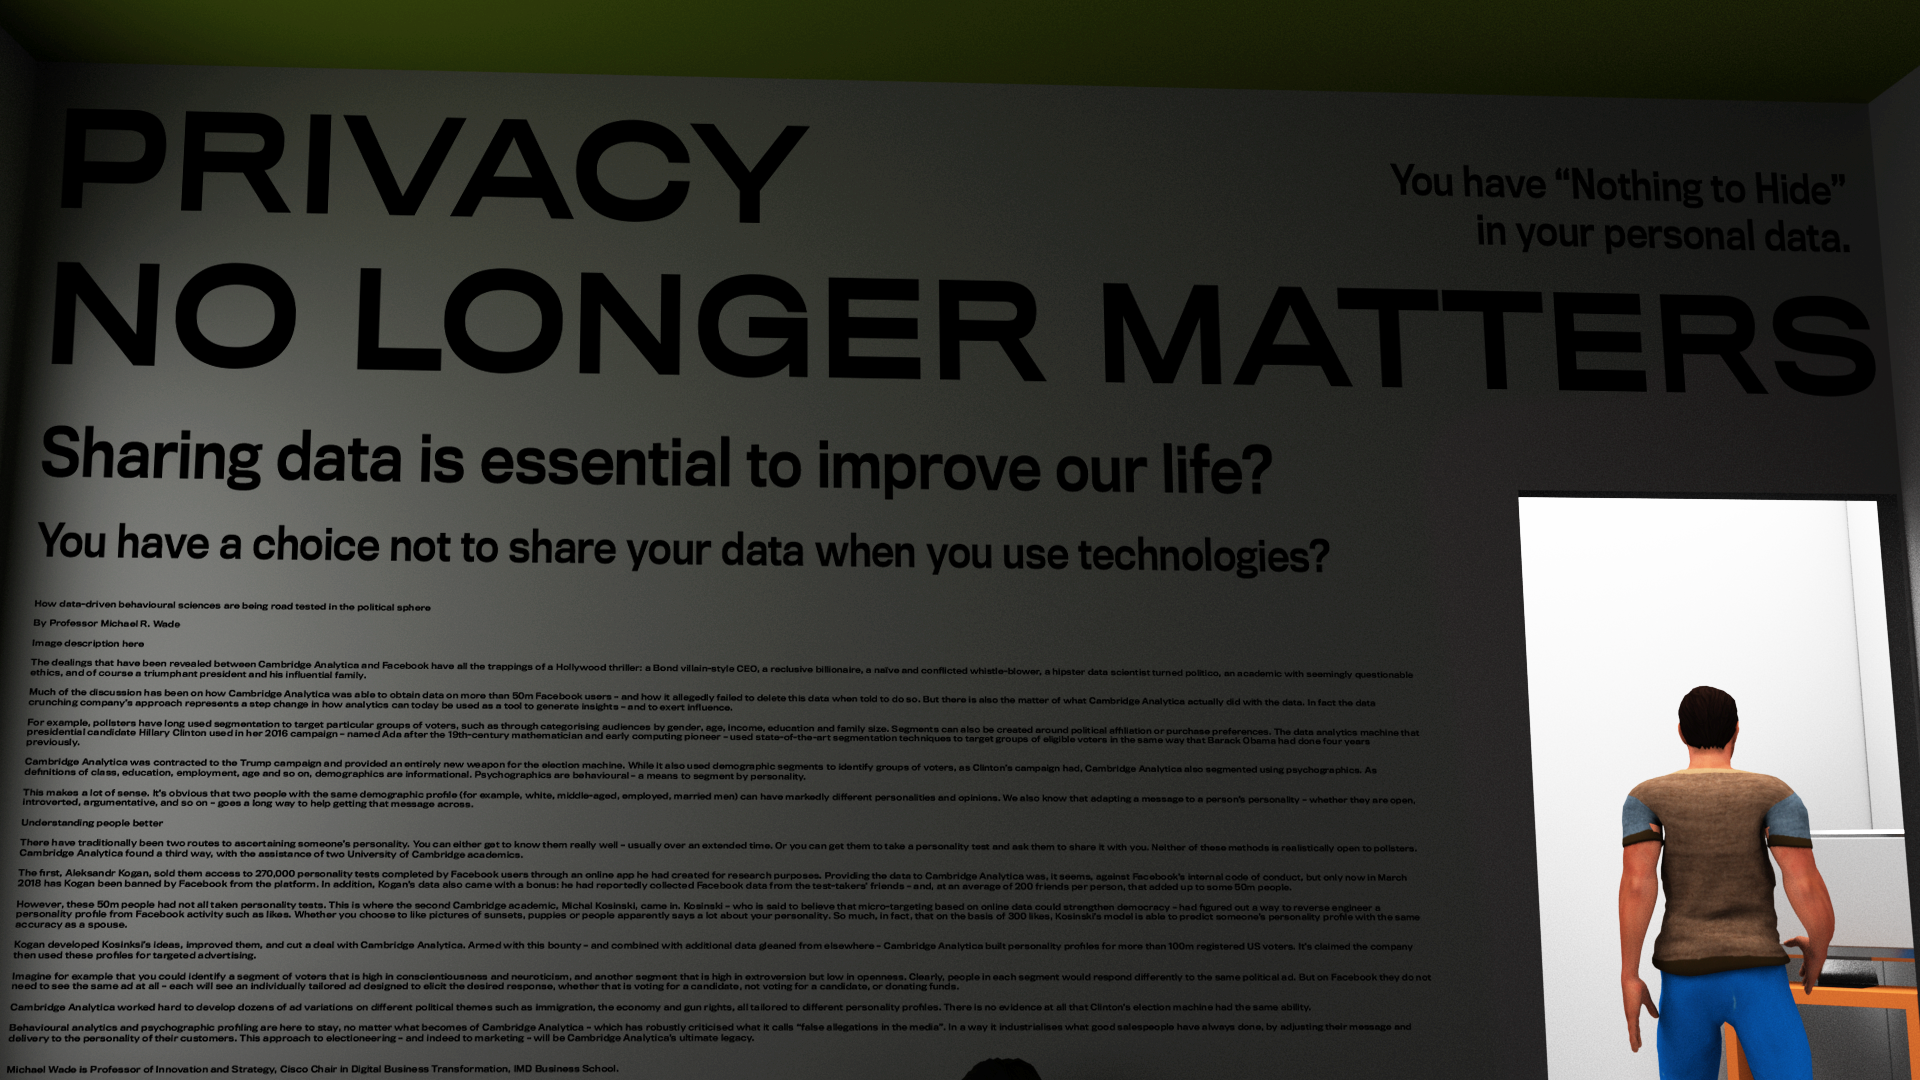 PRIVACY
You have “Nothing to Hide”
in your personal data.
NO LONGER MATTERS
Sharing data is essential to improve our life?
You have a choice not to share your data when you use technologies?
How data-driven behavioural sciences are being road tested in the political sphere
By Professor Michael R. Wade
Image description here
The dealings that have been revealed between Cambridge Analytica and Facebook have all the trappings of a Hollywood thriller: a Bond villain-style CEO, a reclusive billionaire, a naïve and conflicted whistle-blower, a hipster data scientist turned politico, an academic with seemingly questionable
ethics, and of course a triumphant president and his influential family.
Much of the discussion has been on how Cambridge Analytica was able to obtain data on more than 50m Facebook users – and how it allegedly failed to delete this data when told to do so. But there is also the matter of what Cambridge Analytica actually did with the data. In fact the data
crunching company’s approach represents a step change in how analytics can today be used as a tool to generate insights – and to exert influence.
For example, pollsters have long used segmentation to target particular groups of voters, such as through categorising audiences by gender, age, income, education and family size. Segments can also be created around political affiliation or purchase preferences. The data analytics machine that
presidential candidate Hillary Clinton used in her 2016 campaign – named Ada after the 19th-century mathematician and early computing pioneer – used state-of-the-art segmentation techniques to target groups of eligible voters in the same way that Barack Obama had done four years
previously.
Cambridge Analytica was contracted to the Trump campaign and provided an entirely new weapon for the election machine. While it also used demographic segments to identify groups of voters, as Clinton’s campaign had, Cambridge Analytica also segmented using psychographics. As
definitions of class, education, employment, age and so on, demographics are informational. Psychographics are behavioural – a means to segment by personality.
This makes a lot of sense. It’s obvious that two people with the same demographic profile (for example, white, middle-aged, employed, married men) can have markedly different personalities and opinions. We also know that adapting a message to a person’s personality – whether they are open,
introverted, argumentative, and so on – goes a long way to help getting that message across.
Understanding people better
There have traditionally been two routes to ascertaining someone’s personality. You can either get to know them really well – usually over an extended time. Or you can get them to take a personality test and ask them to share it with you. Neither of these methods is realistically open to pollsters.
Cambridge Analytica found a third way, with the assistance of two University of Cambridge academics.
The first, Aleksandr Kogan, sold them access to 270,000 personality tests completed by Facebook users through an online app he had created for research purposes. Providing the data to Cambridge Analytica was, it seems, against Facebook’s internal code of conduct, but only now in March
2018 has Kogan been banned by Facebook from the platform. In addition, Kogan’s data also came with a bonus: he had reportedly collected Facebook data from the test-takers’ friends – and, at an average of 200 friends per person, that added up to some 50m people.
However, these 50m people had not all taken personality tests. This is where the second Cambridge academic, Michal Kosinski, came in. Kosinski – who is said to believe that micro-targeting based on online data could strengthen democracy – had figured out a way to reverse engineer a
personality profile from Facebook activity such as likes. Whether you choose to like pictures of sunsets, puppies or people apparently says a lot about your personality. So much, in fact, that on the basis of 300 likes, Kosinski’s model is able to predict someone’s personality profile with the same
accuracy as a spouse.
Kogan developed Kosinksi’s ideas, improved them, and cut a deal with Cambridge Analytica. Armed with this bounty – and combined with additional data gleaned from elsewhere – Cambridge Analytica built personality profiles for more than 100m registered US voters. It’s claimed the company
then used these profiles for targeted advertising.
Imagine for example that you could identify a segment of voters that is high in conscientiousness and neuroticism, and another segment that is high in extroversion but low in openness. Clearly, people in each segment would respond differently to the same political ad. But on Facebook they do not
need to see the same ad at all – each will see an individually tailored ad designed to elicit the desired response, whether that is voting for a candidate, not voting for a candidate, or donating funds.
Cambridge Analytica worked hard to develop dozens of ad variations on different political themes such as immigration, the economy and gun rights, all tailored to different personality profiles. There is no evidence at all that Clinton’s election machine had the same ability.
Behavioural analytics and psychographic profiling are here to stay, no matter what becomes of Cambridge Analytica – which has robustly criticised what it calls “false allegations in the media”. In a way it industrialises what good salespeople have always done, by adjusting their message and
delivery to the personality of their customers. This approach to electioneering – and indeed to marketing – will be Cambridge Analytica’s ultimate legacy.
Michael Wade is Professor of Innovation and Strategy, Cisco Chair in Digital Business Transformation, IMD Business School.